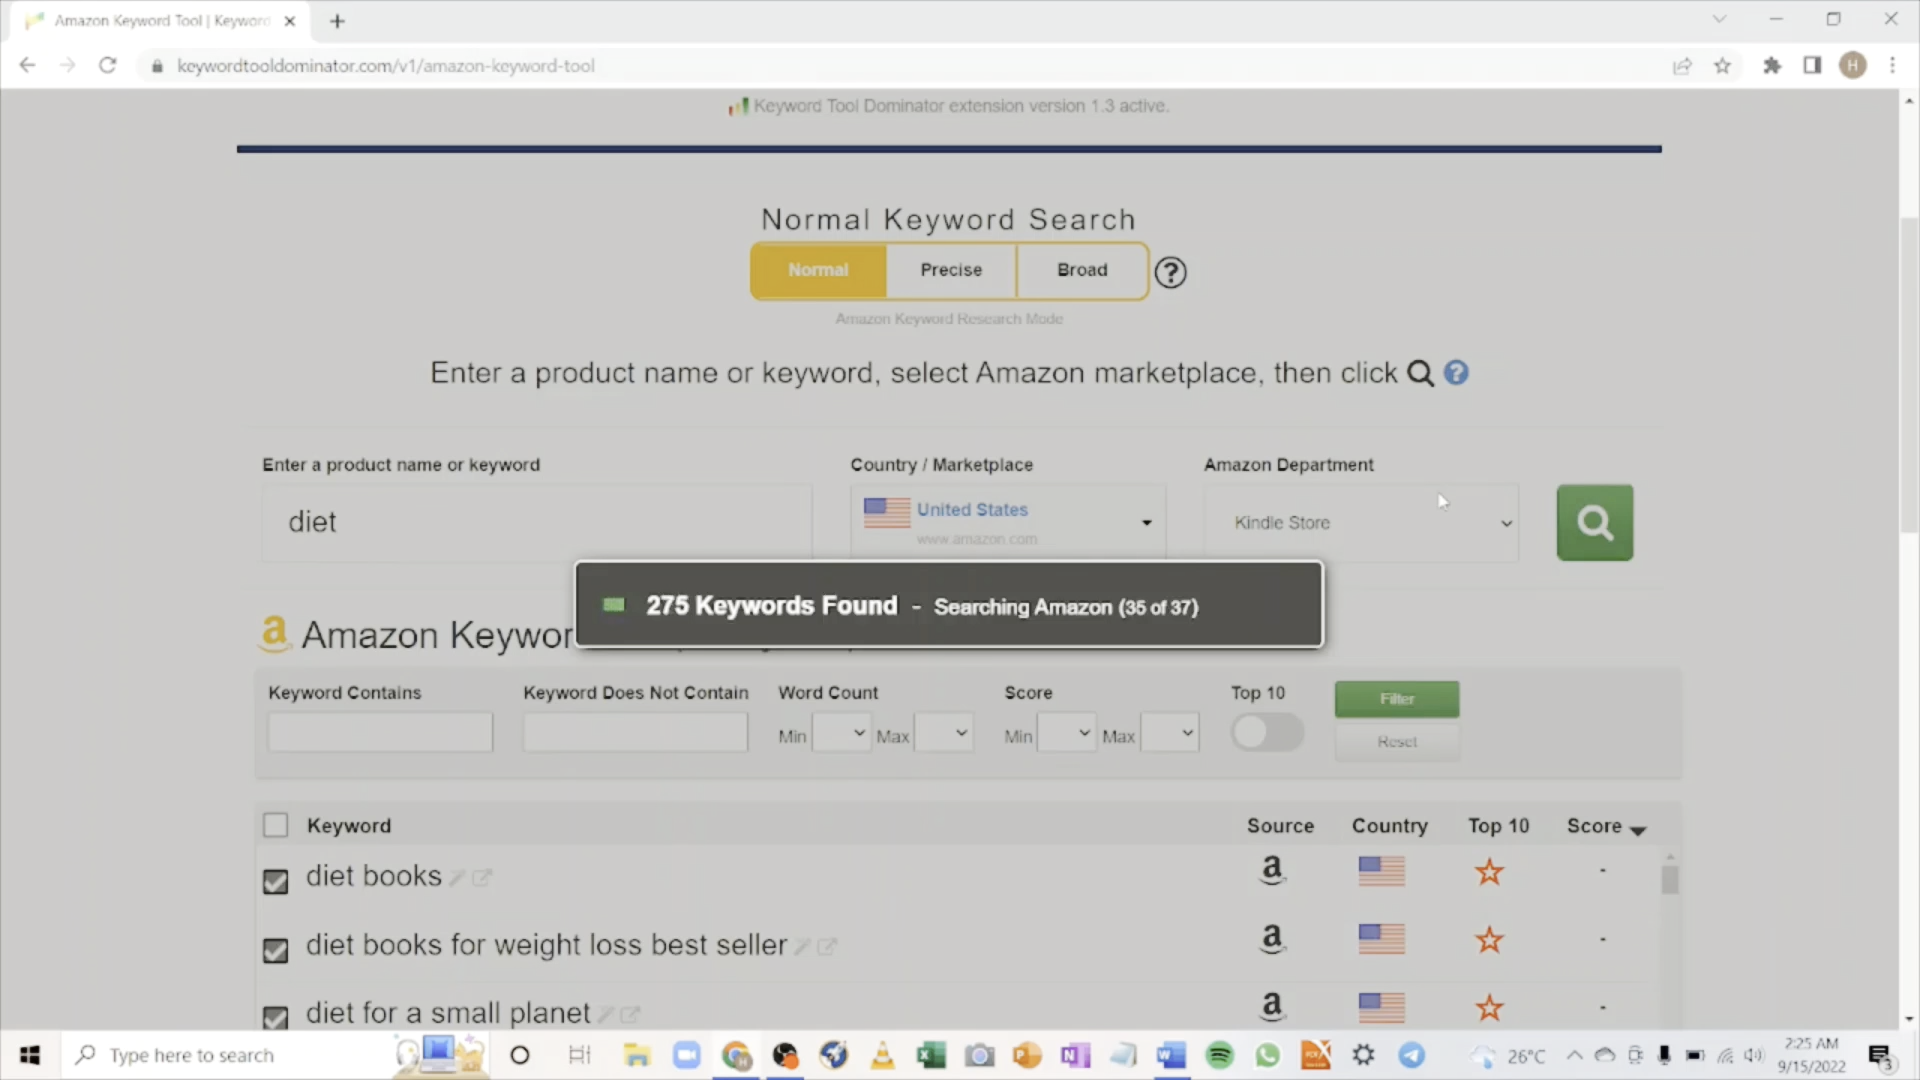 Amazon Keyword Tool | Keyword
keywordtooldominator.com/v1/amazon-keyword-tool
H
Keyword Tool Dominator extension version 1.3 active.
Normal Keyword Search
Normal Precise Broad ?
Amazon Keyword Research Mode
Enter a product name or keyword, select Amazon marketplace, then click ?
Enter a product name or keyword Country / Marketplace Amazon Department
diet United States Kindle Store
www.amazon.com
275 Keywords Found - Searching Amazon (35 of 37)
a Amazon
Keyword Contains Keyword Does Not Contain Word Count Score Top 10 Filter
Min Max Min Max Reset
Keyword Source Country Top 10 Score
diet books a -
diet books for weight loss best seller a -
diet for a small planet a -
Type here to search 26°C 2:25 AM
9/15/2022 3